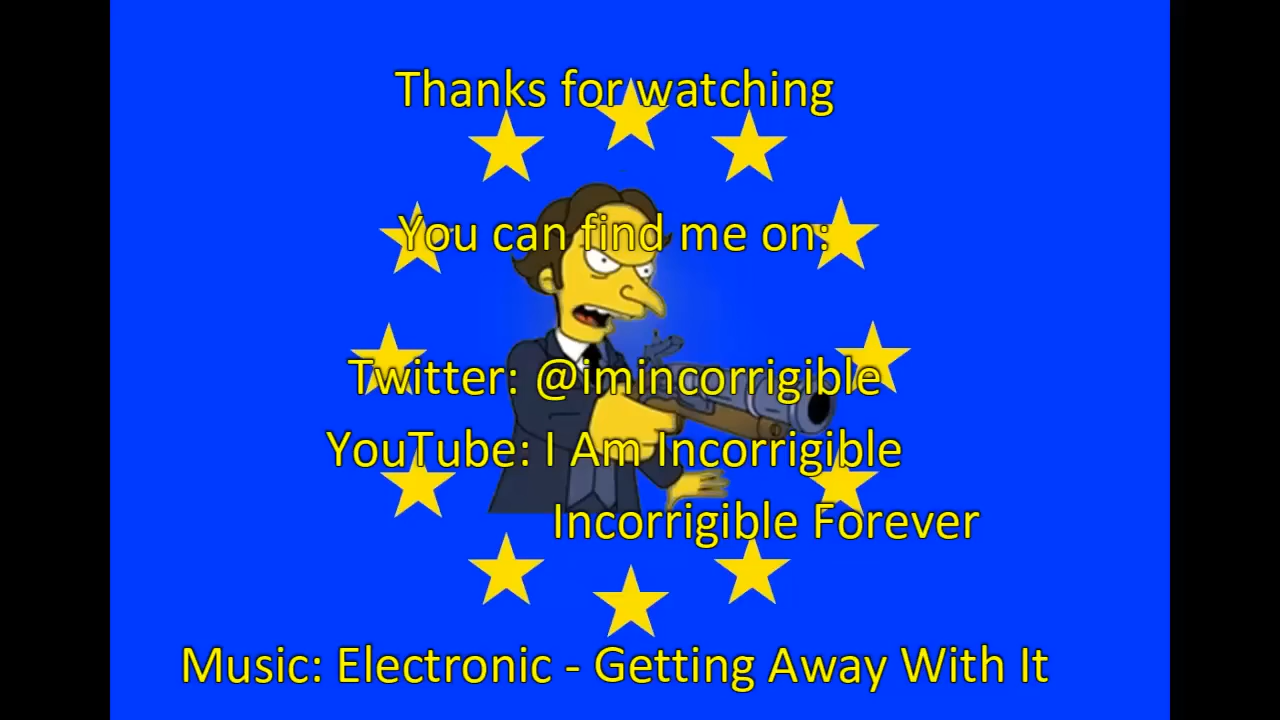 Thanks for watching
You can find me on:
Twitter: @imincorrigible
YouTube: I Am Incorrigible
Incorrigible Forever
Music: Electronic - Getting Away With It